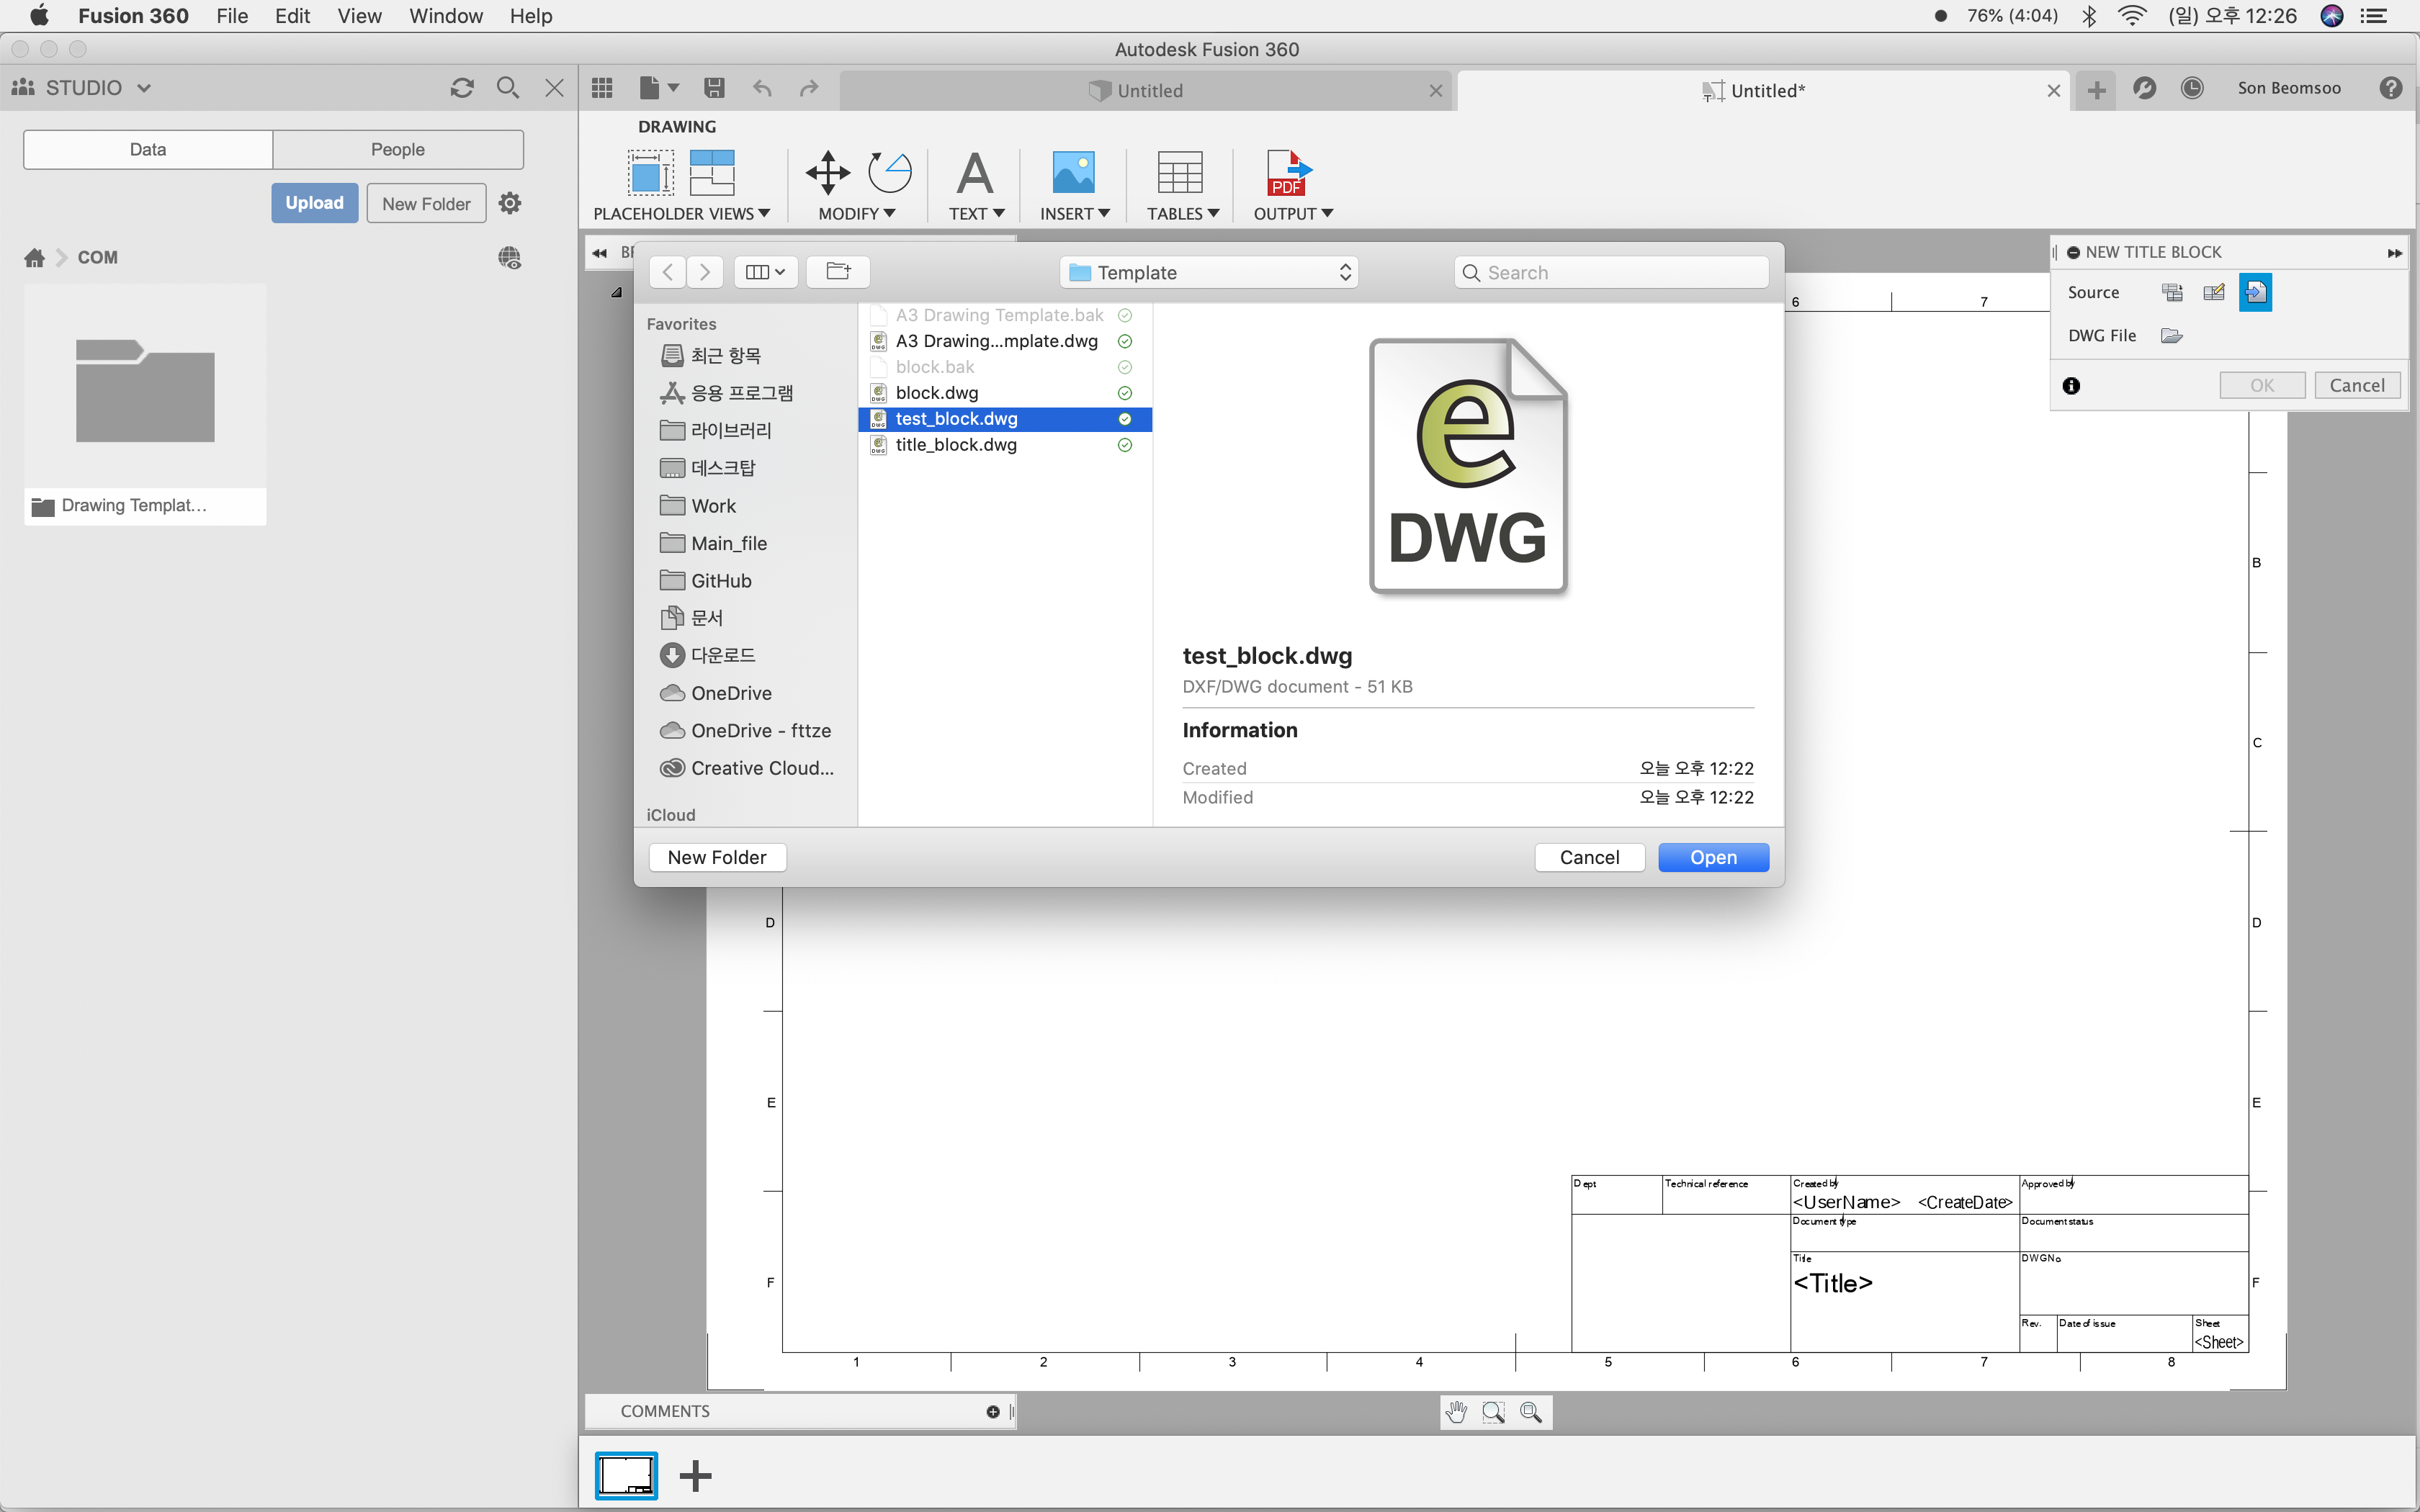 Fusion 360 File Edit View Window Help 76% (4:04) (일) 오후 12:26
Autodesk Fusion 360
STUDIO
Untitled
Untitled*
Son Beomsoo
Data People
Upload New Folder
COM
Drawing Templat...
DRAWING
PLACEHOLDER VIEWS MODIFY TEXT INSERT TABLES OUTPUT
PDF
Template
Search
Favorites
최근 항목
응용 프로그램
라이브러리
데스크탑
Work
Main_file
GitHub
문서
다운로드
OneDrive
OneDrive - fttze
Creative Cloud...
iCloud
A3 Drawing Template.bak
A3 Drawing...mplate.dwg
block.bak
block.dwg
test_block.dwg
title_block.dwg
e
DWG
test_block.dwg
DXF/DWG document - 51 KB
Information
Created 오늘 오후 12:22
Modified 오늘 오후 12:22
New Folder Cancel Open
NEW TITLE BLOCK
Source
DWG File
OK Cancel
6 7
B
C
D D
E E
F F
Dept Technical reference Created by Approved by
<UserName> <CreateDate>
Document type Document status
Title DWG No.
<Title>
Rev. Date of issue Sheet
<Sheet>
1 2 3 4 5 6 7 8
COMMENTS